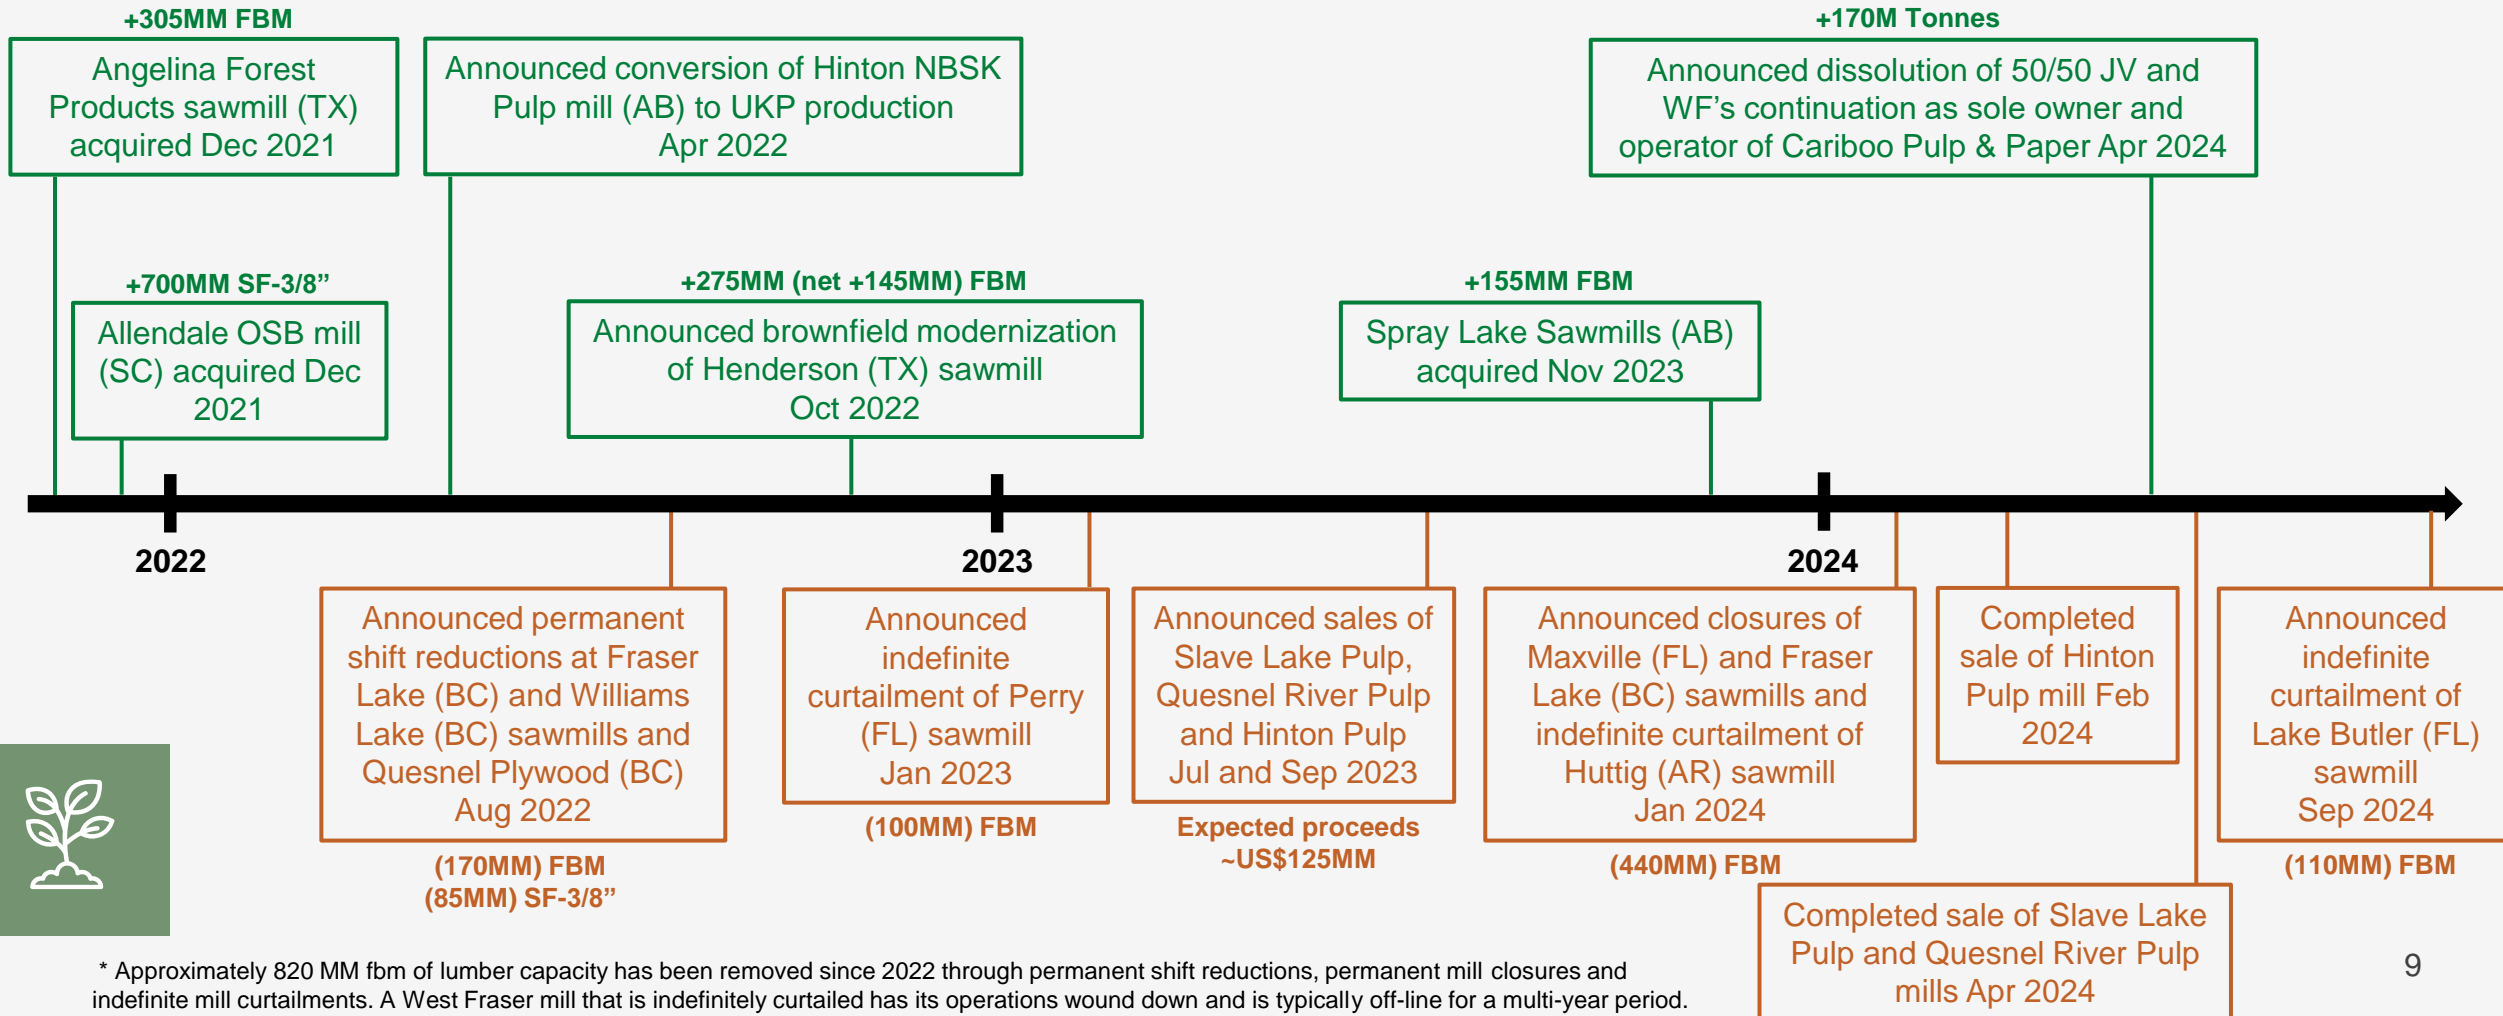 +305MM FBM
Angelina Forest
Products sawmill (TX)
acquired Dec 2021
Announced conversion of Hinton NBSK
Pulp mill (AB) to UKP production
Apr 2022
+170M Tonnes
Announced dissolution of 50/50 JV and
WF’s continuation as sole owner and
operator of Cariboo Pulp & Paper Apr 2024
+700MM SF-3/8”
Allendale OSB mill
(SC) acquired Dec
2021
+275MM (net +145MM) FBM
Announced brownfield modernization
of Henderson (TX) sawmill
Oct 2022
+155MM FBM
Spray Lake Sawmills (AB)
acquired Nov 2023
2022
2023
2024
Announced permanent
shift reductions at Fraser
Lake (BC) and Williams
Lake (BC) sawmills and
Quesnel Plywood (BC)
Aug 2022
(170MM) FBM
(85MM) SF-3/8”
Announced
indefinite
curtailment of Perry
(FL) sawmill
Jan 2023
(100MM) FBM
Announced sales of
Slave Lake Pulp,
Quesnel River Pulp
and Hinton Pulp
Jul and Sep 2023
Expected proceeds
~US$125MM
Announced closures of
Maxville (FL) and Fraser
Lake (BC) sawmills and
indefinite curtailment of
Huttig (AR) sawmill
Jan 2024
(440MM) FBM
Completed
sale of Hinton
Pulp mill Feb
2024
Completed sale of Slave Lake
Pulp and Quesnel River Pulp
mills Apr 2024
Announced
indefinite
curtailment of
Lake Butler (FL)
sawmill
Sep 2024
(110MM) FBM
* Approximately 820 MM fbm of lumber capacity has been removed since 2022 through permanent shift reductions, permanent mill closures and
indefinite mill curtailments. A West Fraser mill that is indefinitely curtailed has its operations wound down and is typically off-line for a multi-year period.
9